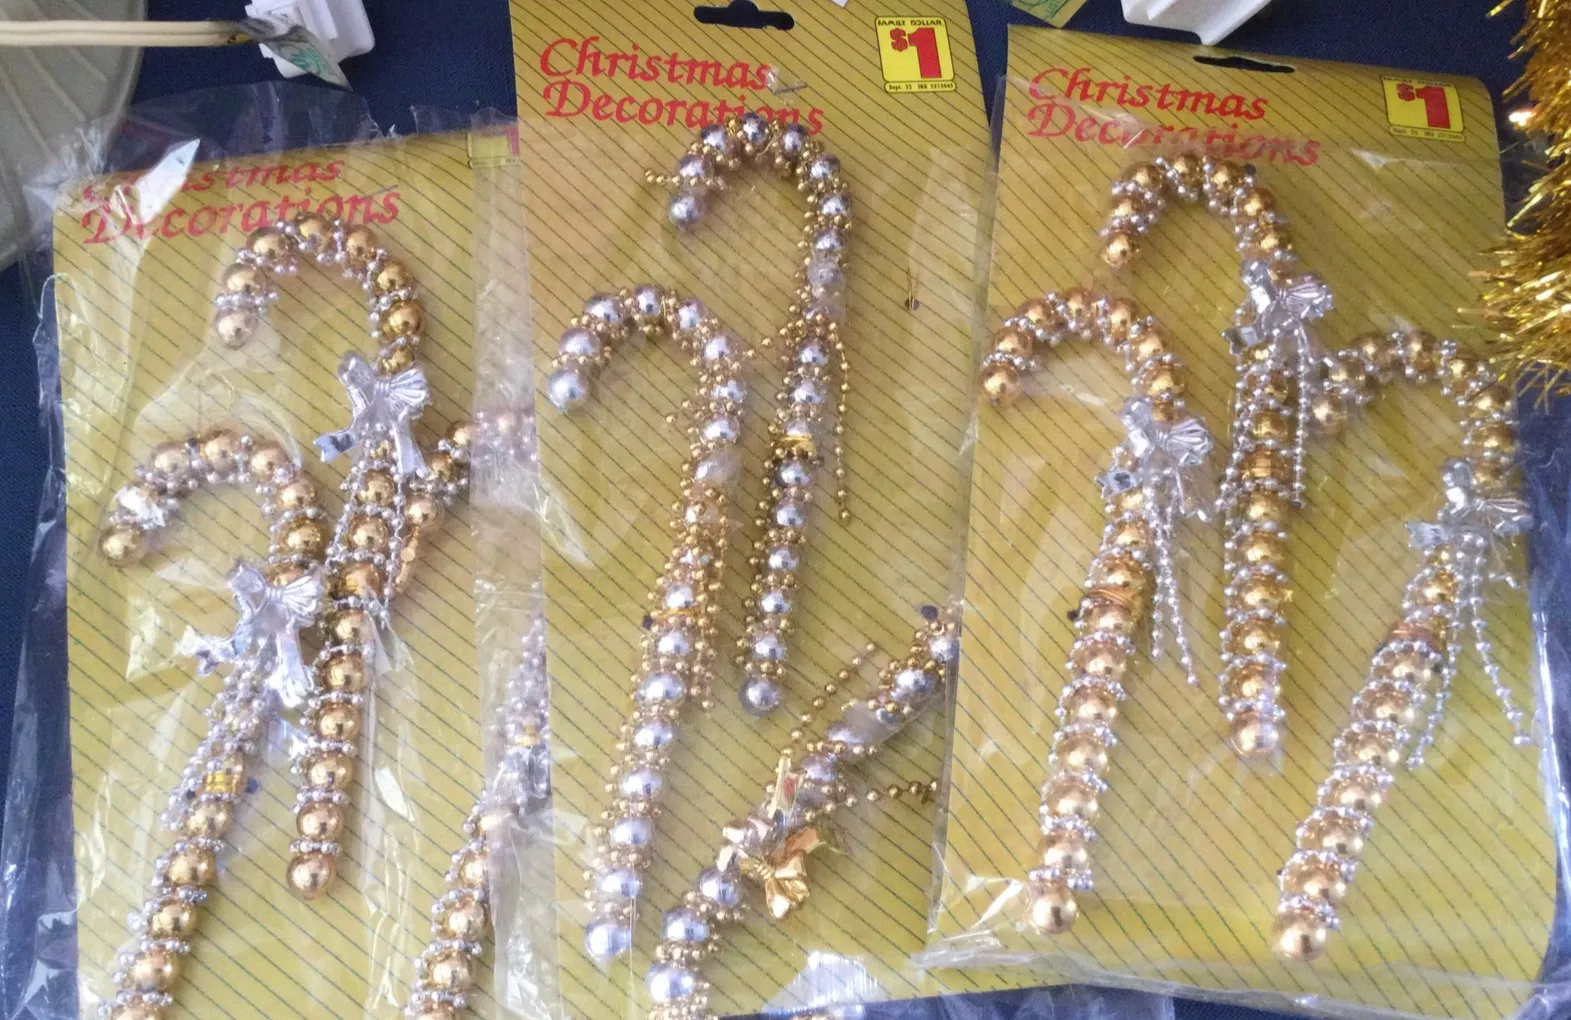 Christmas
Decorations
FAMILY DOLLAR
$1
Christmas
Decorations
$1
Christmas
Decorations